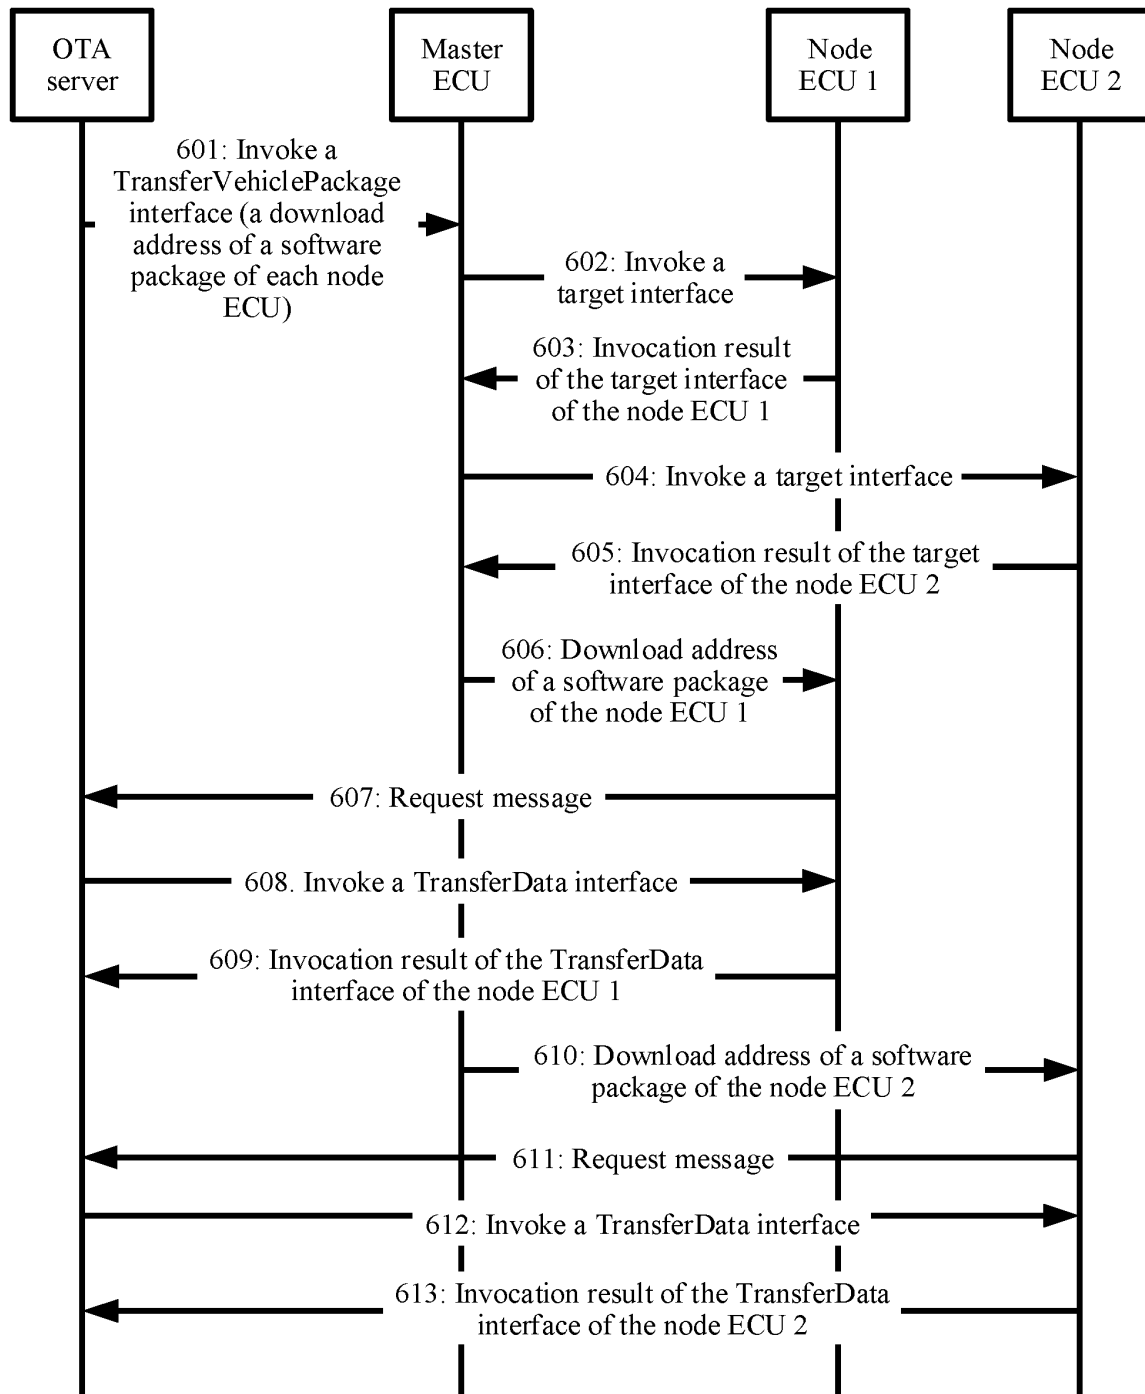 OTA
server
Master
ECU
Node
ECU 1
Node
ECU 2
601: Invoke a
TransferVehiclePackage
interface (a download
address of a software
package of each node
ECU)
602: Invoke a
target interface
603: Invocation result
of the target interface
of the node ECU 1
604: Invoke a target interface
605: Invocation result of the target
interface of the node ECU 2
606: Download address
of a software package
of the node ECU 1
607: Request message
608. Invoke a TransferData interface
609: Invocation result of the TransferData
interface of the node ECU 1
610: Download address of a software
package of the node ECU 2
611: Request message
612: Invoke a TransferData interface
613: Invocation result of the TransferData
interface of the node ECU 2